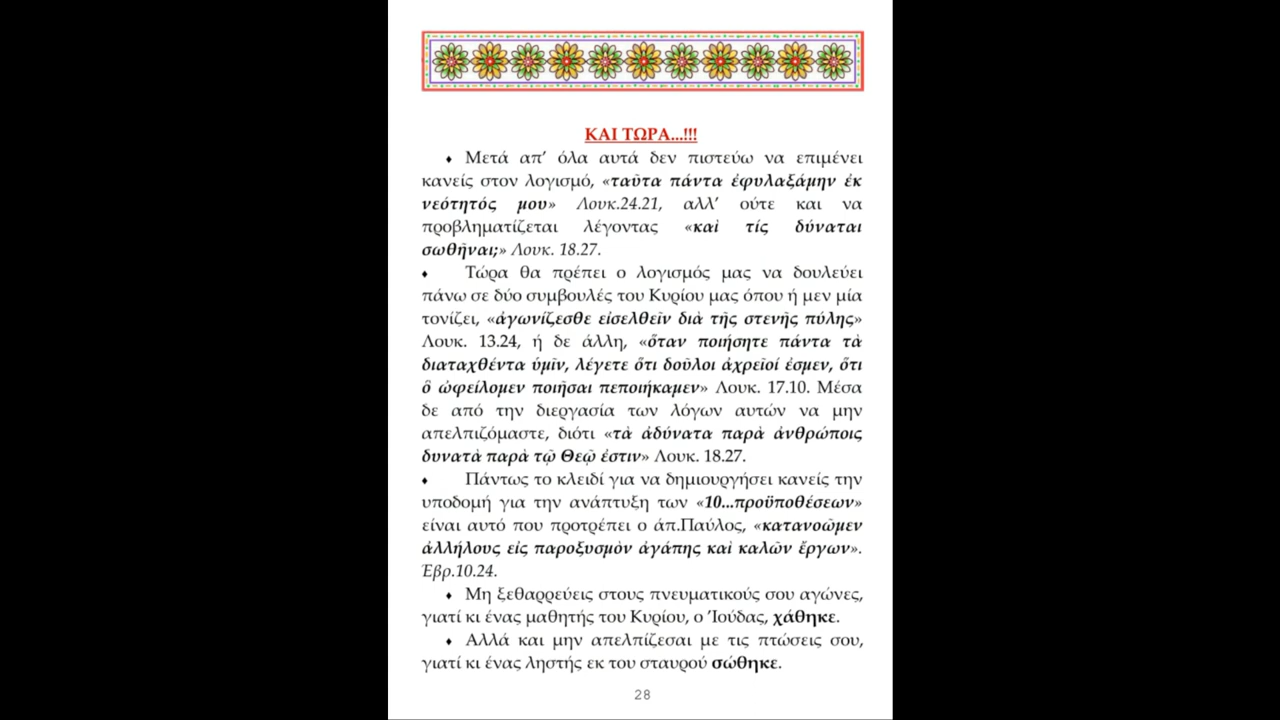 ΚΑΙ ΤΩΡΑ...!!!
♦ Μετά απ’ όλα αυτά δεν πιστεύω να επιμένει
κανείς στον λογισμό, «ταῦτα πάντα ἐφυλαξάμην ἐκ
νεότητός μου» Λουκ.24.21, αλλ’ ούτε και να
προβληματίζεται λέγοντας «καὶ τίς δύναται
σωθῆναι;» Λουκ. 18.27.
♦ Τώρα θα πρέπει ο λογισμός μας να δουλεύει
πάνω σε δύο συμβουλές του Κυρίου μας όπου ή μεν μία
τονίζει, «ἀγωνίζεσθε εἰσελθεῖν διὰ τῆς στενῆς πύλης»
Λουκ. 13.24, ή δε άλλη, «ὅταν ποιήσητε πάντα τὰ
διαταχθέντα ὑμῖν, λέγετε ὅτι δοῦλοι ἀχρεῖοί ἐσμεν, ὅτι
ὃ ὠφείλομεν ποιῆσαι πεποιήκαμεν» Λουκ. 17.10. Μέσα
δε από την διεργασία των λόγων αυτών να μην
απελπιζόμαστε, διότι «τὰ ἀδύνατα παρὰ ἀνθρώποις
δυνατὰ παρὰ τῷ Θεῷ ἐστιν» Λουκ. 18.27.
♦ Πάντως το κλειδί για να δημιουργήσει κανείς την
υποδομή για την ανάπτυξη των «10...προϋποθέσεων»
είναι αυτό που προτρέπει ο ἀπ.Παύλος, «κατανοῶμεν
ἀλλήλους εἰς παροξυσμὸν ἀγάπης καὶ καλῶν ἔργων».
Ἑβρ.10.24.
♦ Μη ξεθαρρεύεις στους πνευματικούς σου αγώνες,
γιατί κι ένας μαθητής του Κυρίου, ο Ἰούδας, χάθηκε.
♦ Αλλά και μην απελπίζεσαι με τις πτώσεις σου,
γιατί κι ένας ληστής εκ του σταυρού σώθηκε.
28